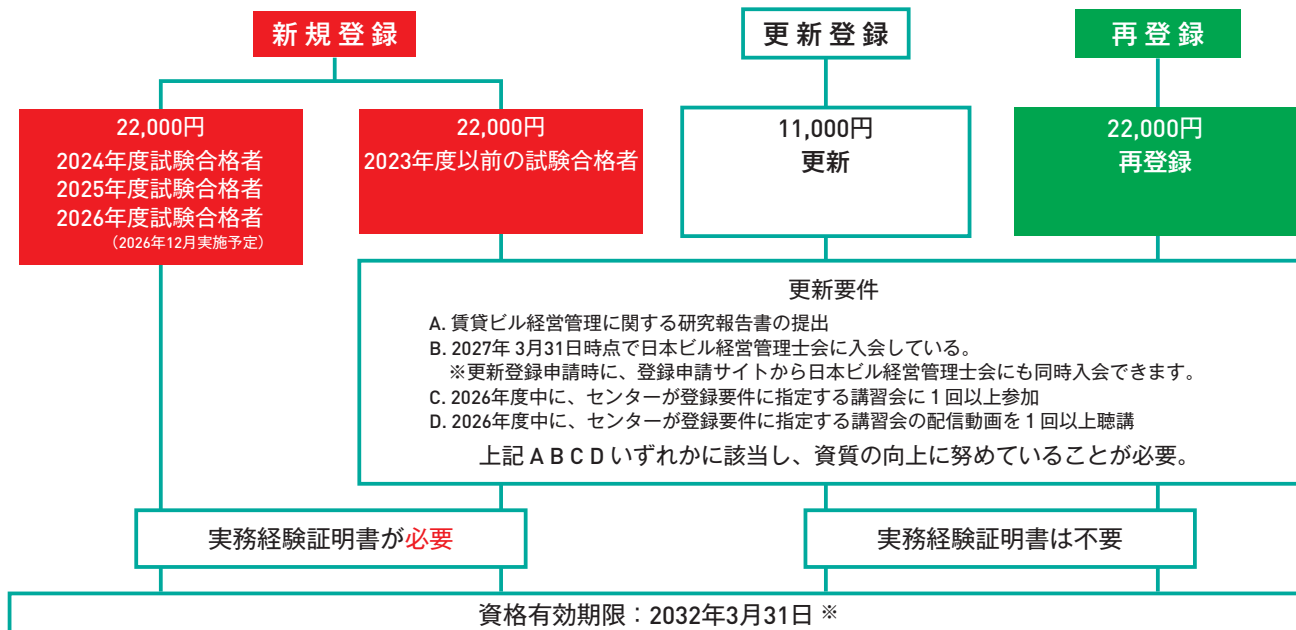 新規登録
更新登録
再登録
22,000円
2024年度試験合格者
2025年度試験合格者
2026年度試験合格者
（2026年12月実施予定）
22,000円
2023年度以前の試験合格者
11,000円
更新
22,000円
再登録
更新要件
A. 賃貸ビル経営管理に関する研究報告書の提出
B. 2027年 3月31日時点で日本ビル経営管理士会に入会している。
※更新登録申請時に、登録申請サイトから日本ビル経営管理士会にも同時入会できます。
C. 2026年度中に、センターが登録要件に指定する講習会に 1 回以上参加
D. 2026年度中に、センターが登録要件に指定する講習会の配信動画を 1 回以上聴講
上記 A B C D いずれかに該当し、資質の向上に努めていることが必要。
実務経験証明書が必要
実務経験証明書は不要
資格有効期限：2032年3月31日 ※